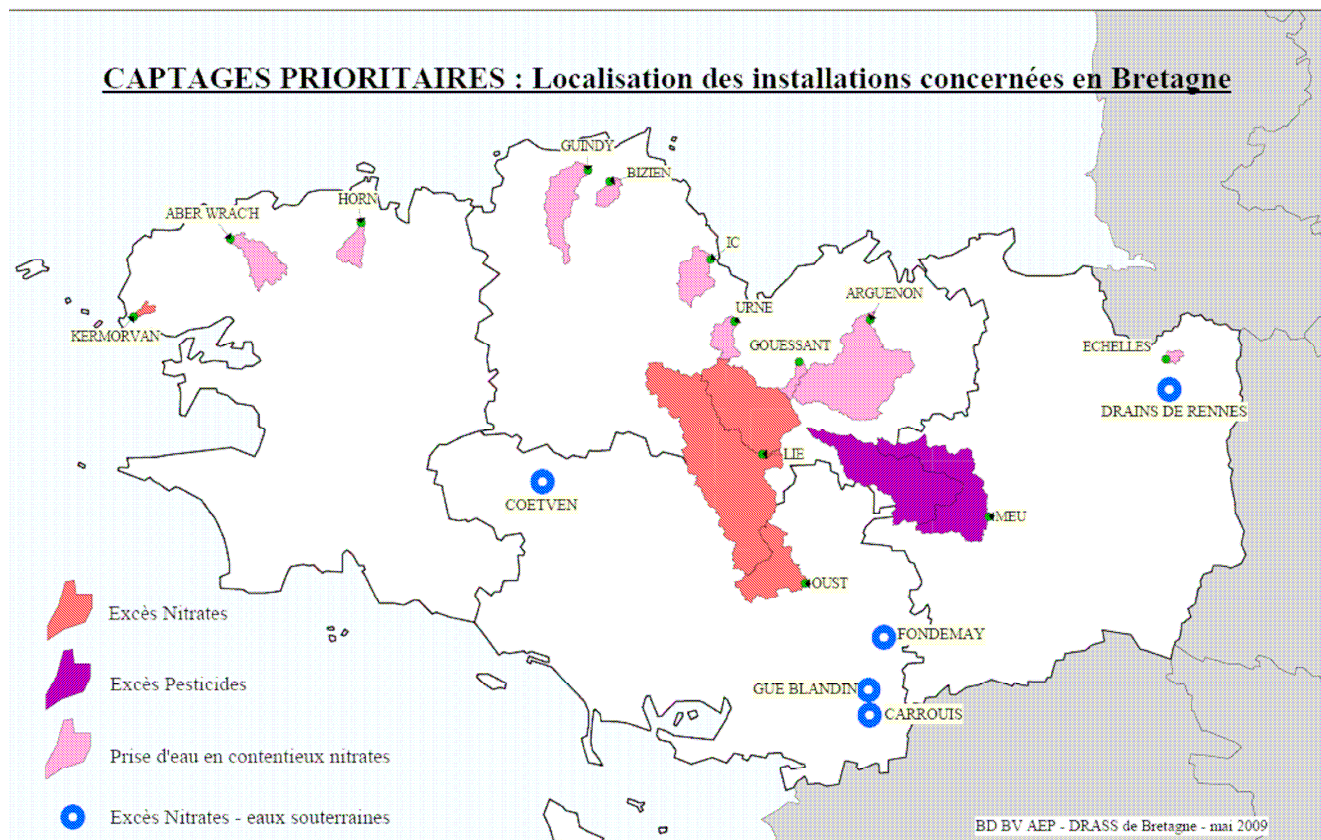 CAPTAGES PRIORITAIRES : Localisation des installations concernées en Bretagne
GUINDY
BIZIEN
HORN
ABER WRACH
IC
ARGUENON
URNE
KERMORVAN
GOUESSANT
ECHELLES
DRAINS DE RENNES
LIE
COETVEN
MEU
OUST
Excès Nitrates
FONDEMAY
Excès Pesticides
GUE BLANDIN
CARROUIS
Prise d'eau en contentieux nitrates
Excès Nitrates - eaux souterraines
BD BV AEP - DRASS de Bretagne - mai 2009